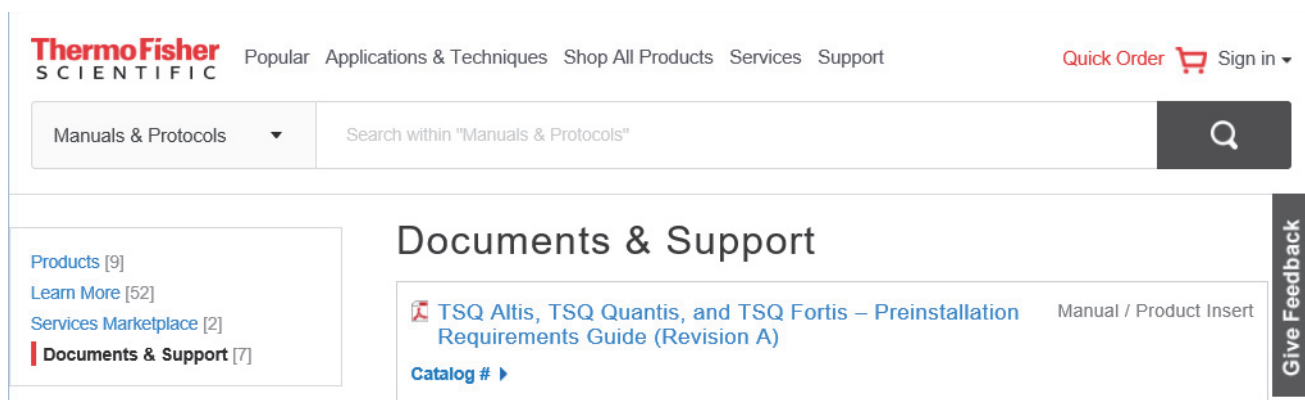 ThermoFisher
SCIENTIFIC
Popular Applications & Techniques Shop All Products Services Support
Quick Order Sign in
Manuals & Protocols
Search within "Manuals & Protocols"
Give Feedback
Products [9]
Learn More [52]
Services Marketplace [2]
Documents & Support [7]
Documents & Support
TSQ Altis, TSQ Quantis, and TSQ Fortis – Preinstallation
Requirements Guide (Revision A)
Manual / Product Insert
Catalog #